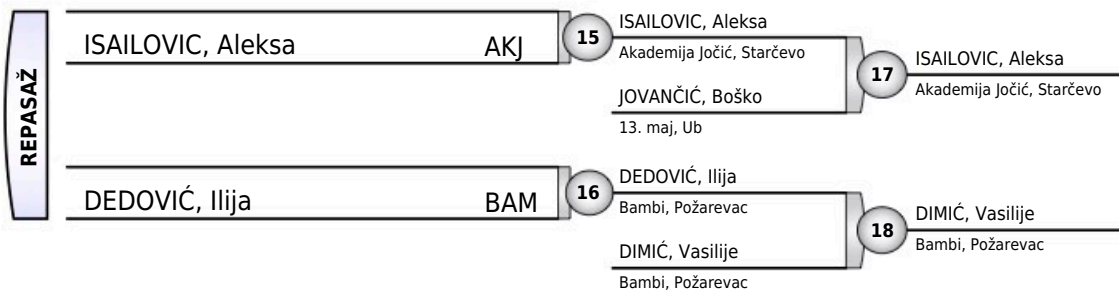 REPASAŽ
ISAILOVIC, Aleksa AKJ
15
ISAILOVIC, Aleksa
Akademija Jočić, Starčevo
JOVANČIĆ, Boško
13. maj, Ub
17
ISAILOVIC, Aleksa
Akademija Jočić, Starčevo
DEDOVIĆ, Ilija BAM
16
DEDOVIĆ, Ilija
Bambi, Požarevac
DIMIĆ, Vasilije
Bambi, Požarevac
18
DIMIĆ, Vasilije
Bambi, Požarevac